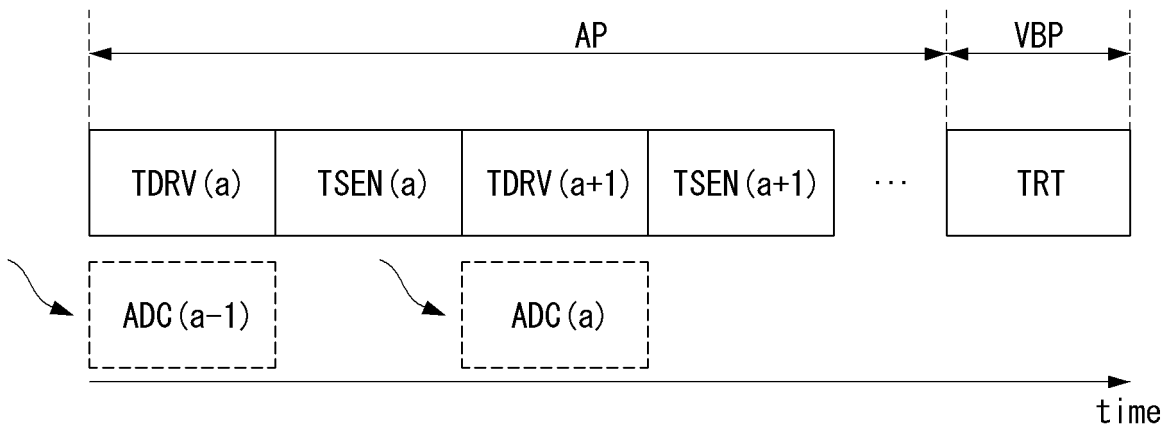 AP VBP
TDRV(a) TSEN(a) TDRV(a+1) TSEN(a+1) ... TRT
ADC(a-1) ADC(a)
time